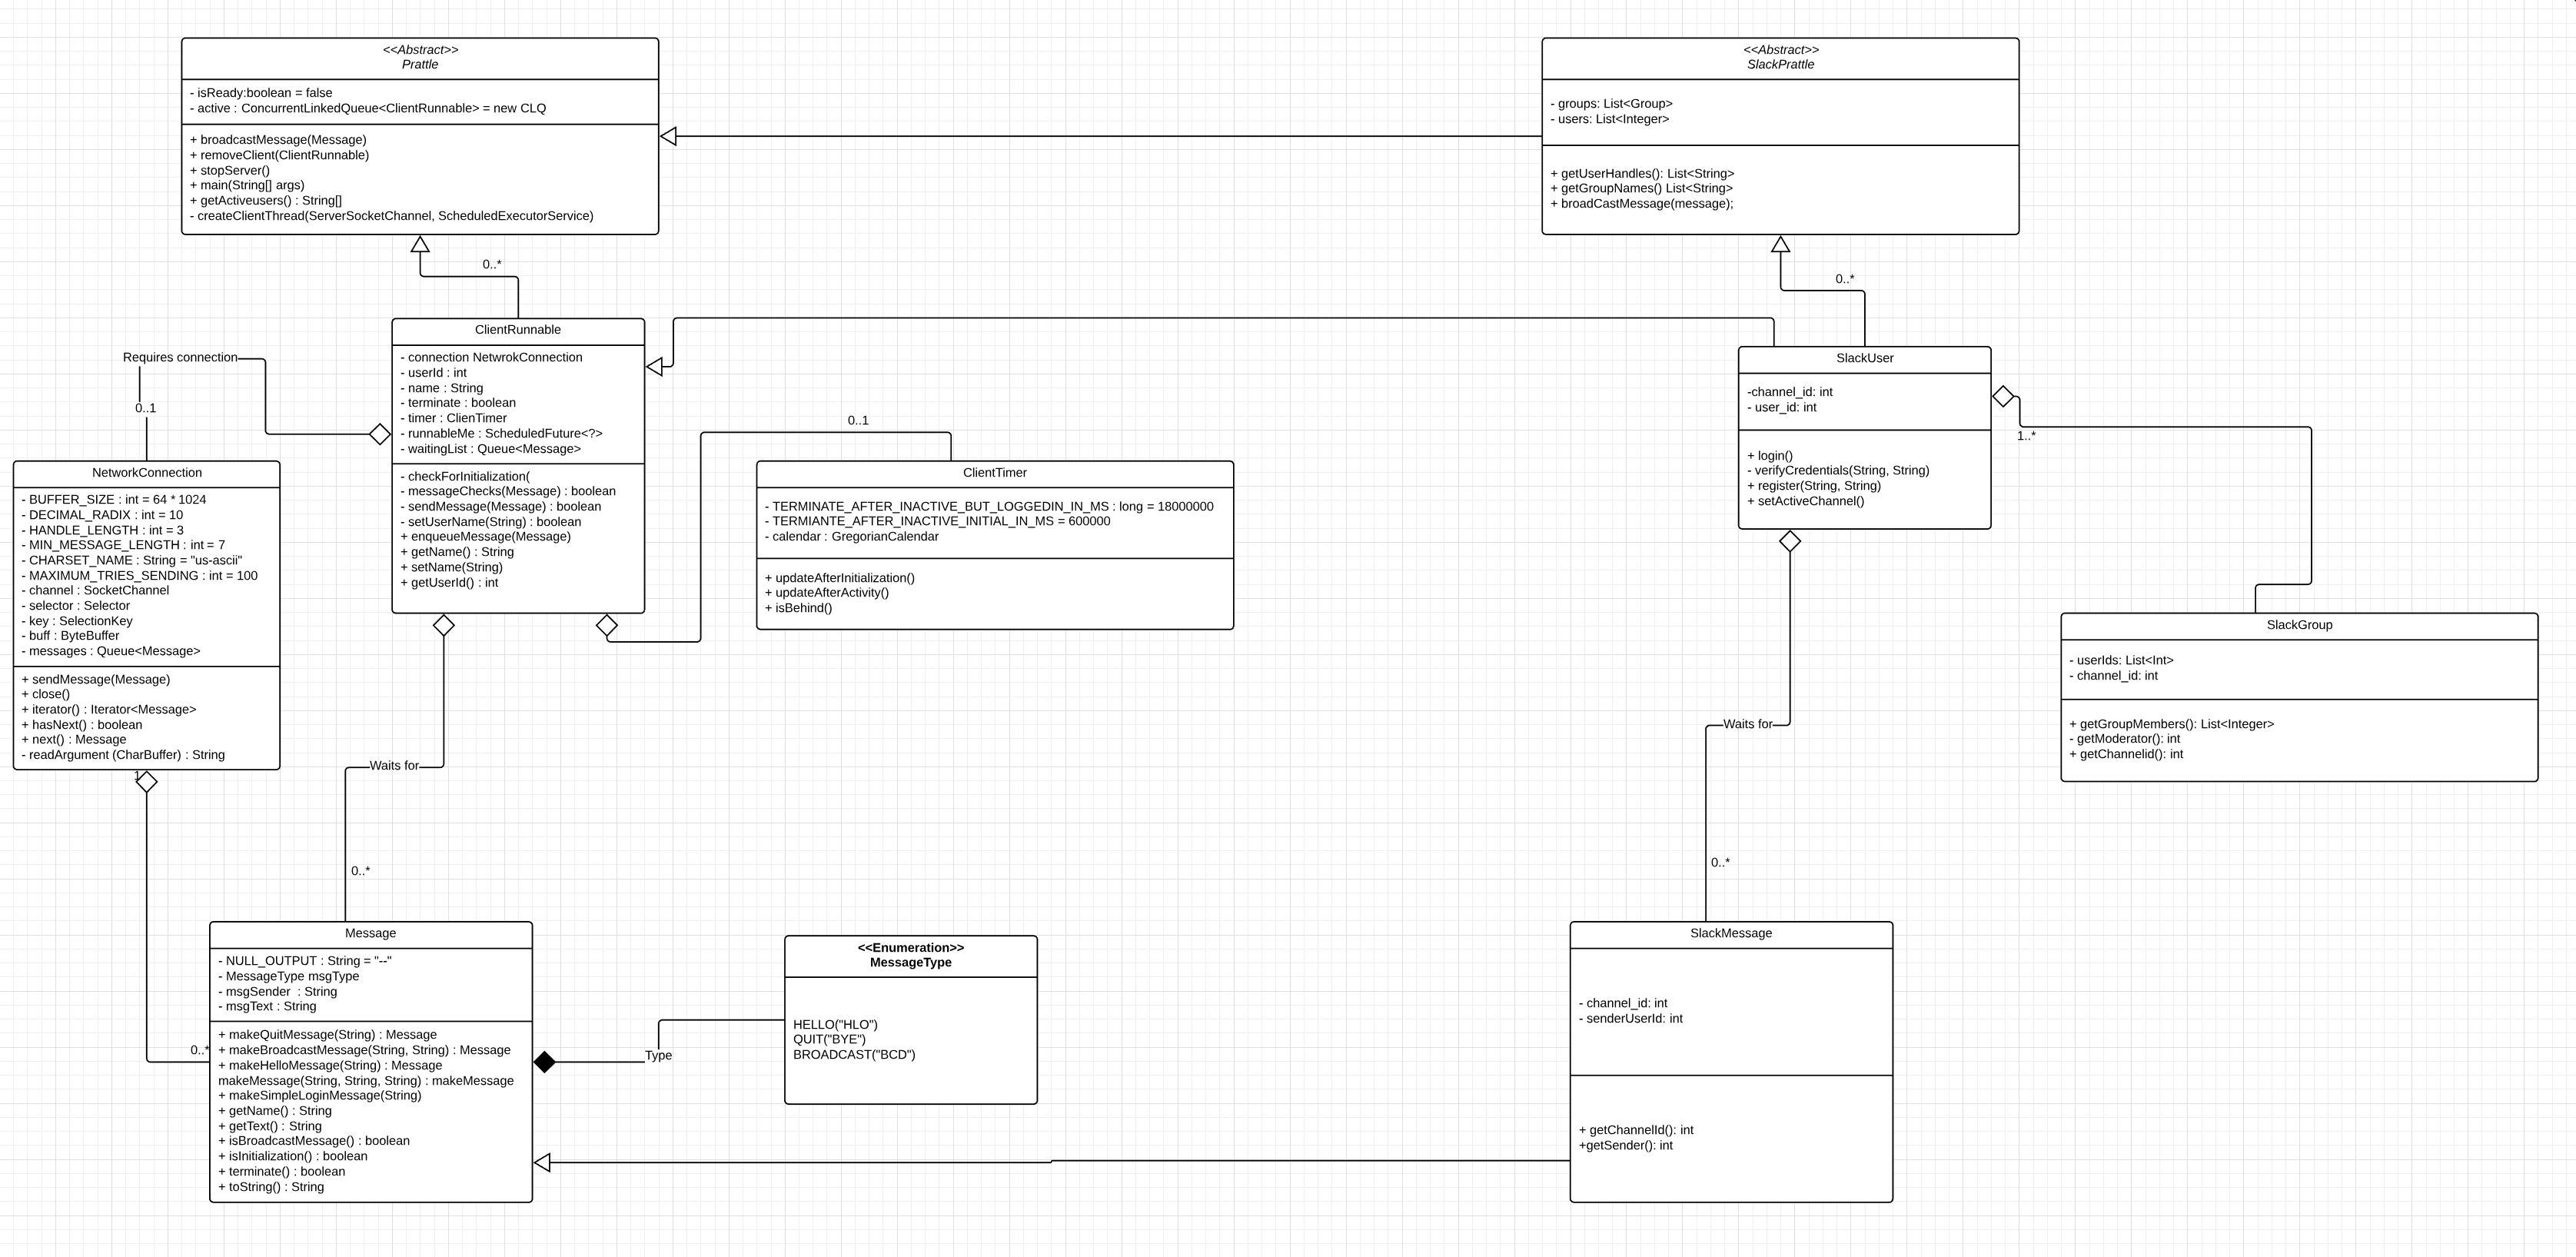 <<Abstract>>
Prattle
- isReady:boolean = false
- active : ConcurrentLinkedQueue<ClientRunnable> = new CLQ
+ broadcastMessage(Message)
+ removeClient(ClientRunnable)
+ stopServer()
+ main(String[] args)
+ getActiveusers() : String[]
- createClientThread(ServerSocketChannel, ScheduledExecutorService)
<<Abstract>>
SlackPrattle
- groups: List<Group>
- users: List<Integer>
+ getUserHandles(): List<String>
+ getGroupNames() List<String>
+ broadCastMessage(message);
0..*
0..*
ClientRunnable
- connection NetwrokConnection
- userId : int
- name : String
- terminate : boolean
- timer : ClienTimer
- runnableMe : ScheduledFuture<?>
- waitingList : Queue<Message>
- checkForInitialization(
- messageChecks(Message) : boolean
- sendMessage(Message) : boolean
- setUserName(String) : boolean
+ enqueueMessage(Message)
+ getName() : String
+ setName(String)
+ getUserId() : int
Requires connection
0..1
NetworkConnection
- BUFFER_SIZE : int = 64 * 1024
- DECIMAL_RADIX : int = 10
- HANDLE_LENGTH : int = 3
- MIN_MESSAGE_LENGTH : int = 7
- CHARSET_NAME : String = "us-ascii"
- MAXIMUM_TRIES_SENDING : int = 100
- channel : SocketChannel
- selector : Selector
- key : SelectionKey
- buff : ByteBuffer
- messages : Queue<Message>
+ sendMessage(Message)
+ close()
+ iterator() : Iterator<Message>
+ hasNext() : boolean
+ next() : Message
- readArgument (CharBuffer) : String
1
0..1
ClientTimer
- TERMINATE_AFTER_INACTIVE_BUT_LOGGEDIN_IN_MS : long = 18000000
- TERMIANTE_AFTER_INACTIVE_INITIAL_IN_MS = 600000
- calendar : GregorianCalendar
+ updateAfterInitialization()
+ updateAfterActivity()
+ isBehind()
SlackUser
-channel_id: int
- user_id: int
+ login()
- verifyCredentials(String, String)
+ register(String, String)
+ setActiveChannel()
1..*
SlackGroup
- userIds: List<Int>
- channel_id: int
+ getGroupMembers(): List<Integer>
- getModerator(): int
+ getChannelid(): int
Waits for
0..*
Waits for
0..*
Message
- NULL_OUTPUT : String = "--"
- MessageType msgType
- msgSender : String
- msgText : String
+ makeQuitMessage(String) : Message
+ makeBroadcastMessage(String, String) : Message
+ makeHelloMessage(String) : Message
makeMessage(String, String, String) : makeMessage
+ makeSimpleLoginMessage(String)
+ getName() : String
+ getText() : String
+ isBroadcastMessage() : boolean
+ isInitialization() : boolean
+ terminate() : boolean
+ toString() : String
0..*
Type
<<Enumeration>>
MessageType
HELLO("HLO")
QUIT("BYE")
BROADCAST("BCD")
SlackMessage
- channel_id: int
- senderUserId: int
+ getChannelId(): int
+getSender(): int